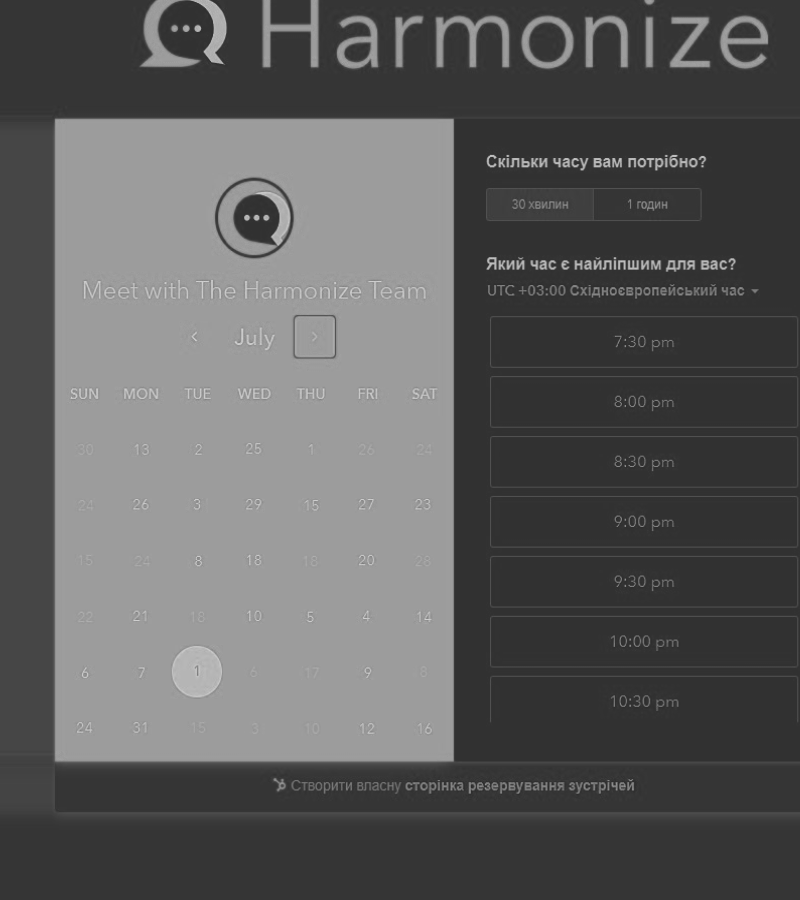 Harmonize
Meet with The Harmonize Team
July
SUN MON TUE WED THU FRI SAT
30 13 2 25 1 26 24
24 26 3 29 15 27 23
15 24 8 18 18 20 28
22 21 18 10 5 4 14
6 7 1 6 17 9 8
24 31 15 3 10 12 16
Скільки часу вам потрібно?
30 хвилин 1 годин
Який час є найліпшим для вас?
UTC +03:00 Східноєвропейський час
7:30 pm
8:00 pm
8:30 pm
9:00 pm
9:30 pm
10:00 pm
10:30 pm
Створити власну сторінка резервування зустрічей